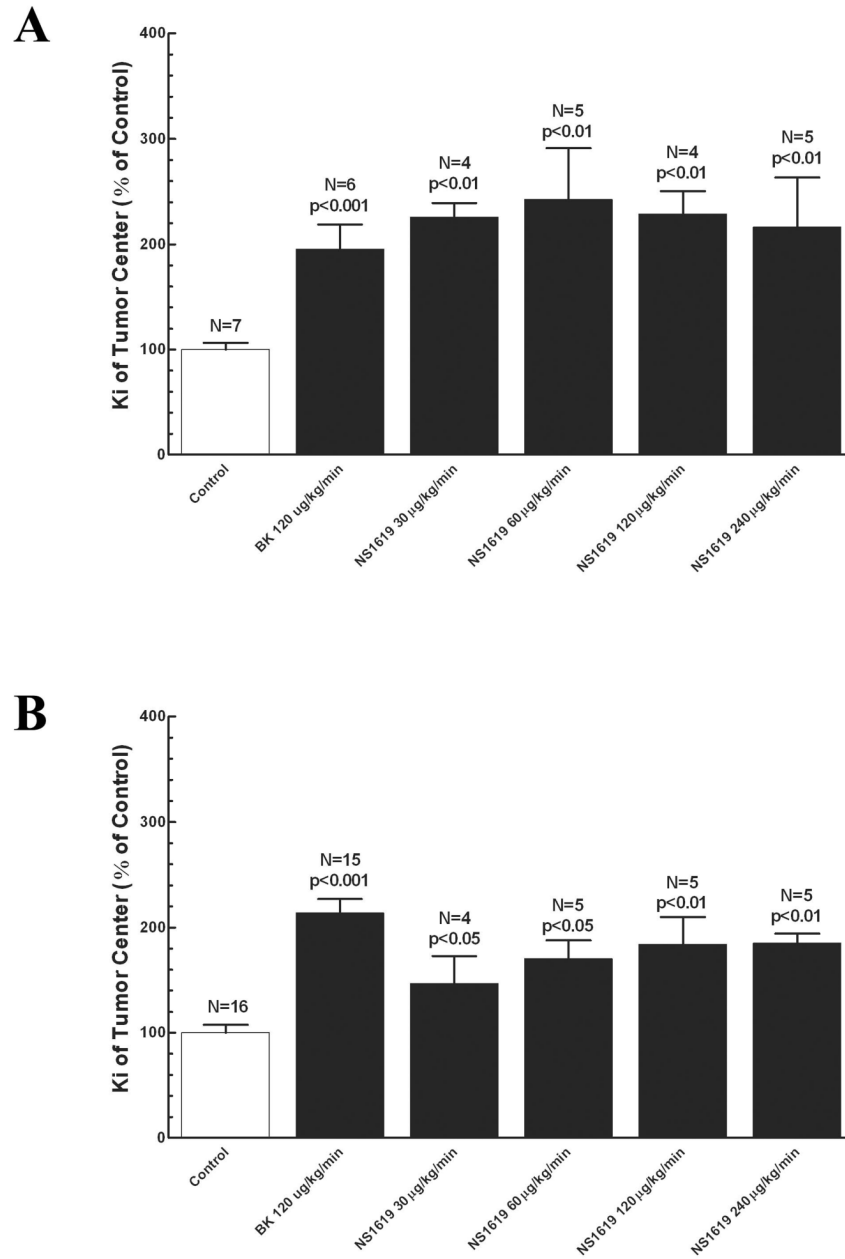 A
Ki of Tumor Center (% of Control)
400
300
200
100
0
N=7
N=6
p<0.001
N=4
p<0.01
N=5
p<0.01
N=4
p<0.01
N=5
p<0.01
Control
BK 120 ug/kg/min
NS1619 30 µg/kg/min
NS1619 60 µg/kg/min
NS1619 120 µg/kg/min
NS1619 240 µg/kg/min
B
Ki of Tumor Center (% of Control)
400
300
200
100
0
N=16
N=15
p<0.001
N=4
p<0.05
N=5
p<0.05
N=5
p<0.01
N=5
p<0.01
Control
BK 120 ug/kg/min
NS1619 30 µg/kg/min
NS1619 60 µg/kg/min
NS1619 120 µg/kg/min
NS1619 240 µg/kg/min